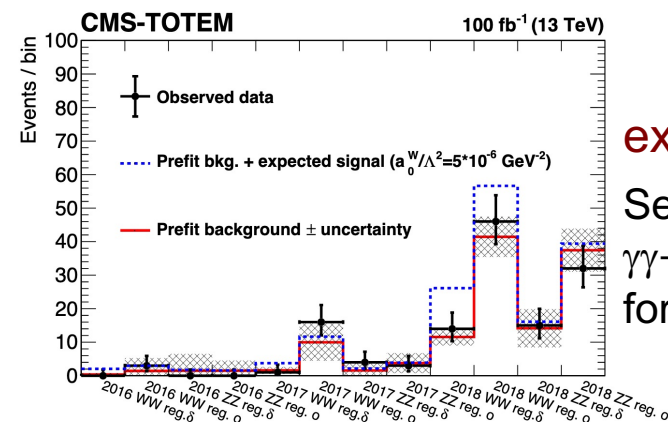 CMS-TOTEM 100 fb⁻¹ (13 TeV)
Events / bin
100
90
80
70
60
50
40
30
20
10
0
Observed data
Prefit bkg. + expected signal (a₀ᵂ/Λ²=5*10⁻⁶ GeV⁻²)
Prefit background ± uncertainty
2016 WW reg.δ
2016 WW reg. o
2016 ZZ reg.δ
2016 ZZ reg. o
2017 WW reg.δ
2017 WW reg. o
2017 ZZ reg.δ
2017 ZZ reg. o
2018 WW reg.δ
2018 WW reg. o
2018 ZZ reg.δ
2018 ZZ reg. o
ex
Se
γγ
for